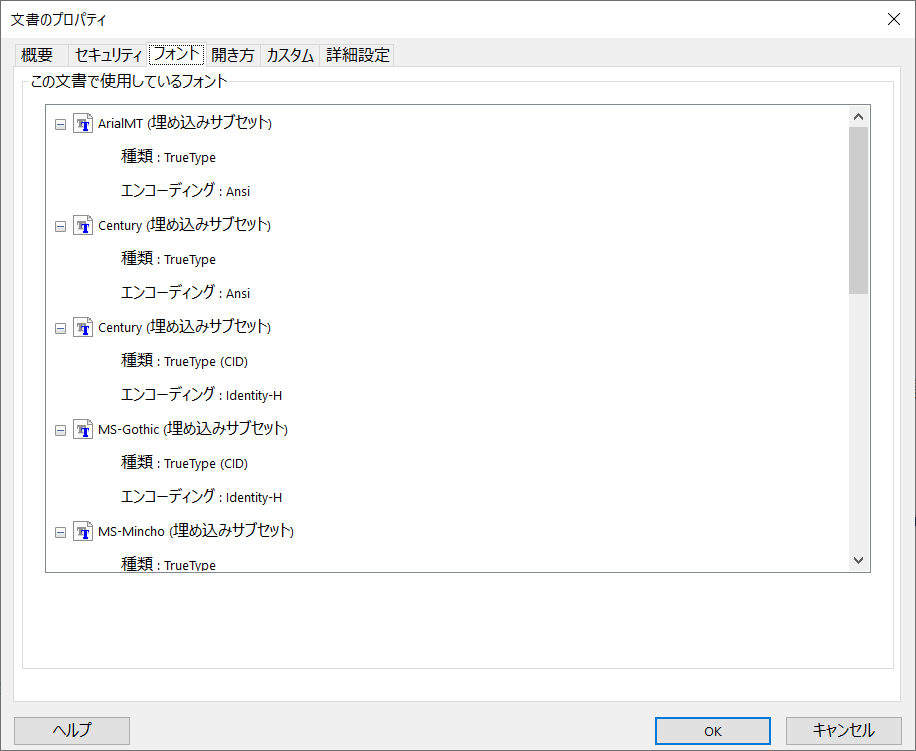 文書のプロパティ
概要 セキュリティ フォント 開き方 カスタム 詳細設定
この文書で使用しているフォント
ArialMT (埋め込みサブセット)
種類 : TrueType
エンコーディング : Ansi
Century (埋め込みサブセット)
種類 : TrueType
エンコーディング : Ansi
Century (埋め込みサブセット)
種類 : TrueType (CID)
エンコーディング : Identity-H
MS-Gothic (埋め込みサブセット)
種類 : TrueType (CID)
エンコーディング : Identity-H
MS-Mincho (埋め込みサブセット)
種類 : TrueType
ヘルプ OK キャンセル